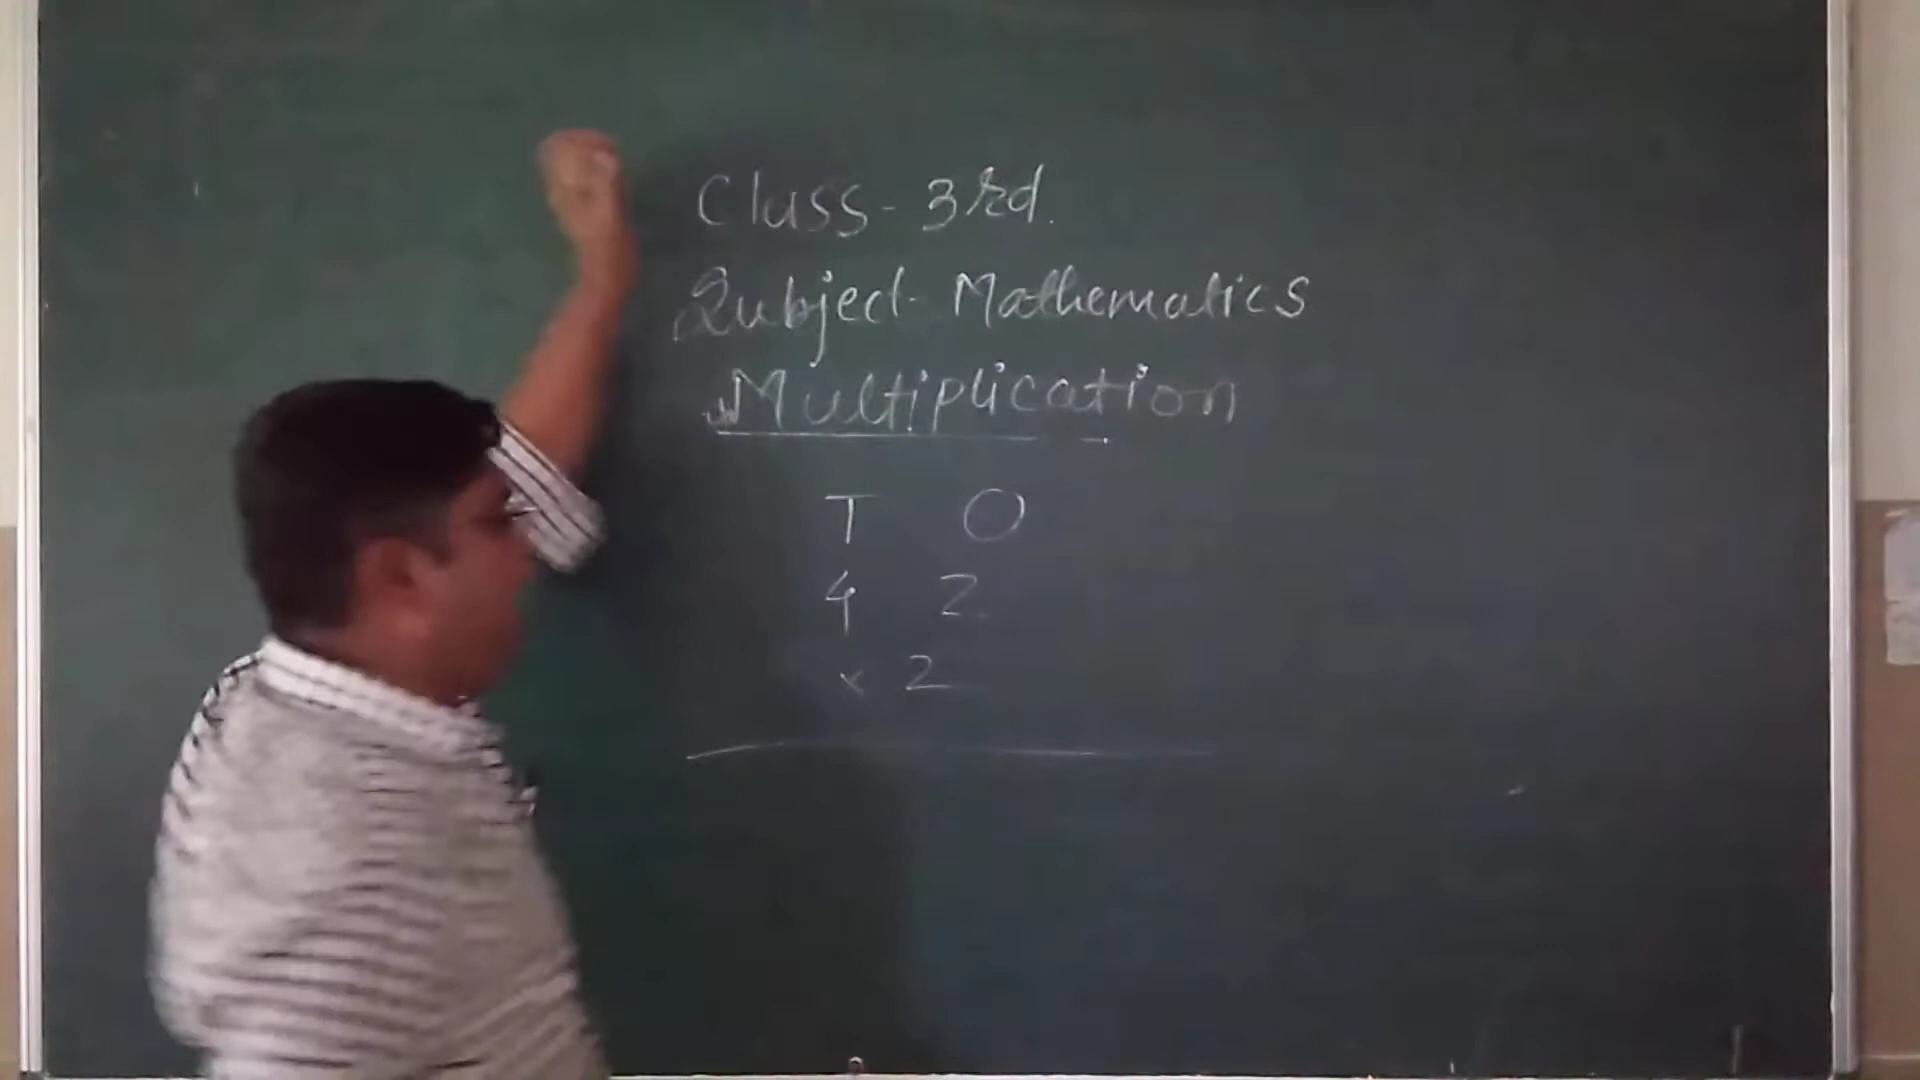 Class - 3rd.
Subject - Mathematics
Multiplication
T O
4 2
× 2